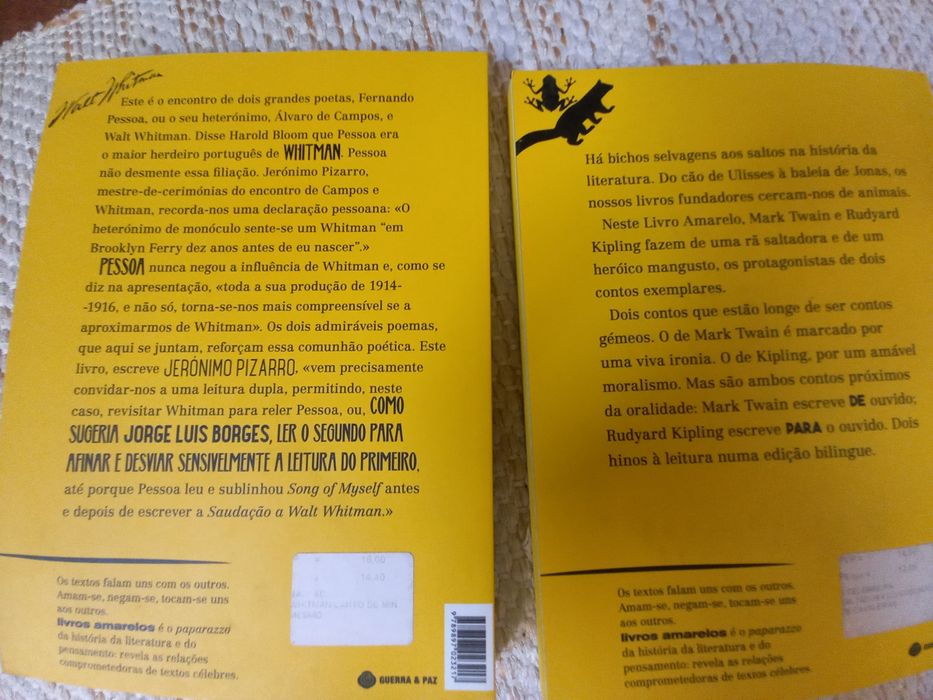 Walt Whitman
Este é o encontro de dois grandes poetas, Fernando
Pessoa, ou o seu heterónimo, Álvaro de Campos, e
Walt Whitman. Disse Harold Bloom que Pessoa era
o maior herdeiro português de WHITMAN. Pessoa
não desmente essa filiação. Jerónimo Pizarro,
mestre-de-cerimónias do encontro de Campos e
Whitman, recorda-nos uma declaração pessoana: «O
heterónimo de monóculo sente-se um Whitman "em
Brooklyn Ferry dez anos antes de eu nascer".»
PESSOA nunca negou a influência de Whitman e, como se
diz na apresentação, «toda a sua produção de 1914-
-1916, e não só, torna-se-nos mais compreensível se a
aproximarmos de Whitman». Os dois admiráveis poemas,
que aqui se juntam, reforçam essa comunhão poética. Este
livro, escreve JERÓNIMO PIZARRO, «vem precisamente
convidar-nos a uma leitura dupla, permitindo, neste
caso, revisitar Whitman para reler Pessoa, ou, COMO
SUGERIA JORGE LUIS BORGES, LER O SEGUNDO PARA
AFINAR E DESVIAR SENSIVELMENTE A LEITURA DO PRIMEIRO,
até porque Pessoa leu e sublinhou Song of Myself antes
e depois de escrever a Saudação a Walt Whitman.»
Os textos falam uns com os outros.
Amam-se, negam-se, tocam-se uns
aos outros.
livros amarelos é o paparazzo
da história da literatura e do
pensamento: revela as relações
comprometedoras de textos célebres.
16,00
14,40
GUERRA & PAZ
9789897023217
Há bichos selvagens aos saltos na história da
literatura. Do cão de Ulisses à baleia de Jonas, os
nossos livros fundadores cercam-nos de animais.
Neste Livro Amarelo, Mark Twain e Rudyard
Kipling fazem de uma rã saltadora e de um
heróico mangusto, os protagonistas de dois
contos exemplares.
Dois contos que estão longe de ser contos
gémeos. O de Mark Twain é marcado por
uma viva ironia. O de Kipling, por um amável
moralismo. Mas são ambos contos próximos
da oralidade: Mark Twain escreve DE ouvido;
Rudyard Kipling escreve PARA o ouvido. Dois
hinos à leitura numa edição bilingue.
Os textos falam uns com os outros.
Amam-se, negam-se, tocam-se uns
aos outros.
livros amarelos é o paparazzo
da história da literatura e do
pensamento: revela as relações
comprometedoras de textos célebres.
GUERRA